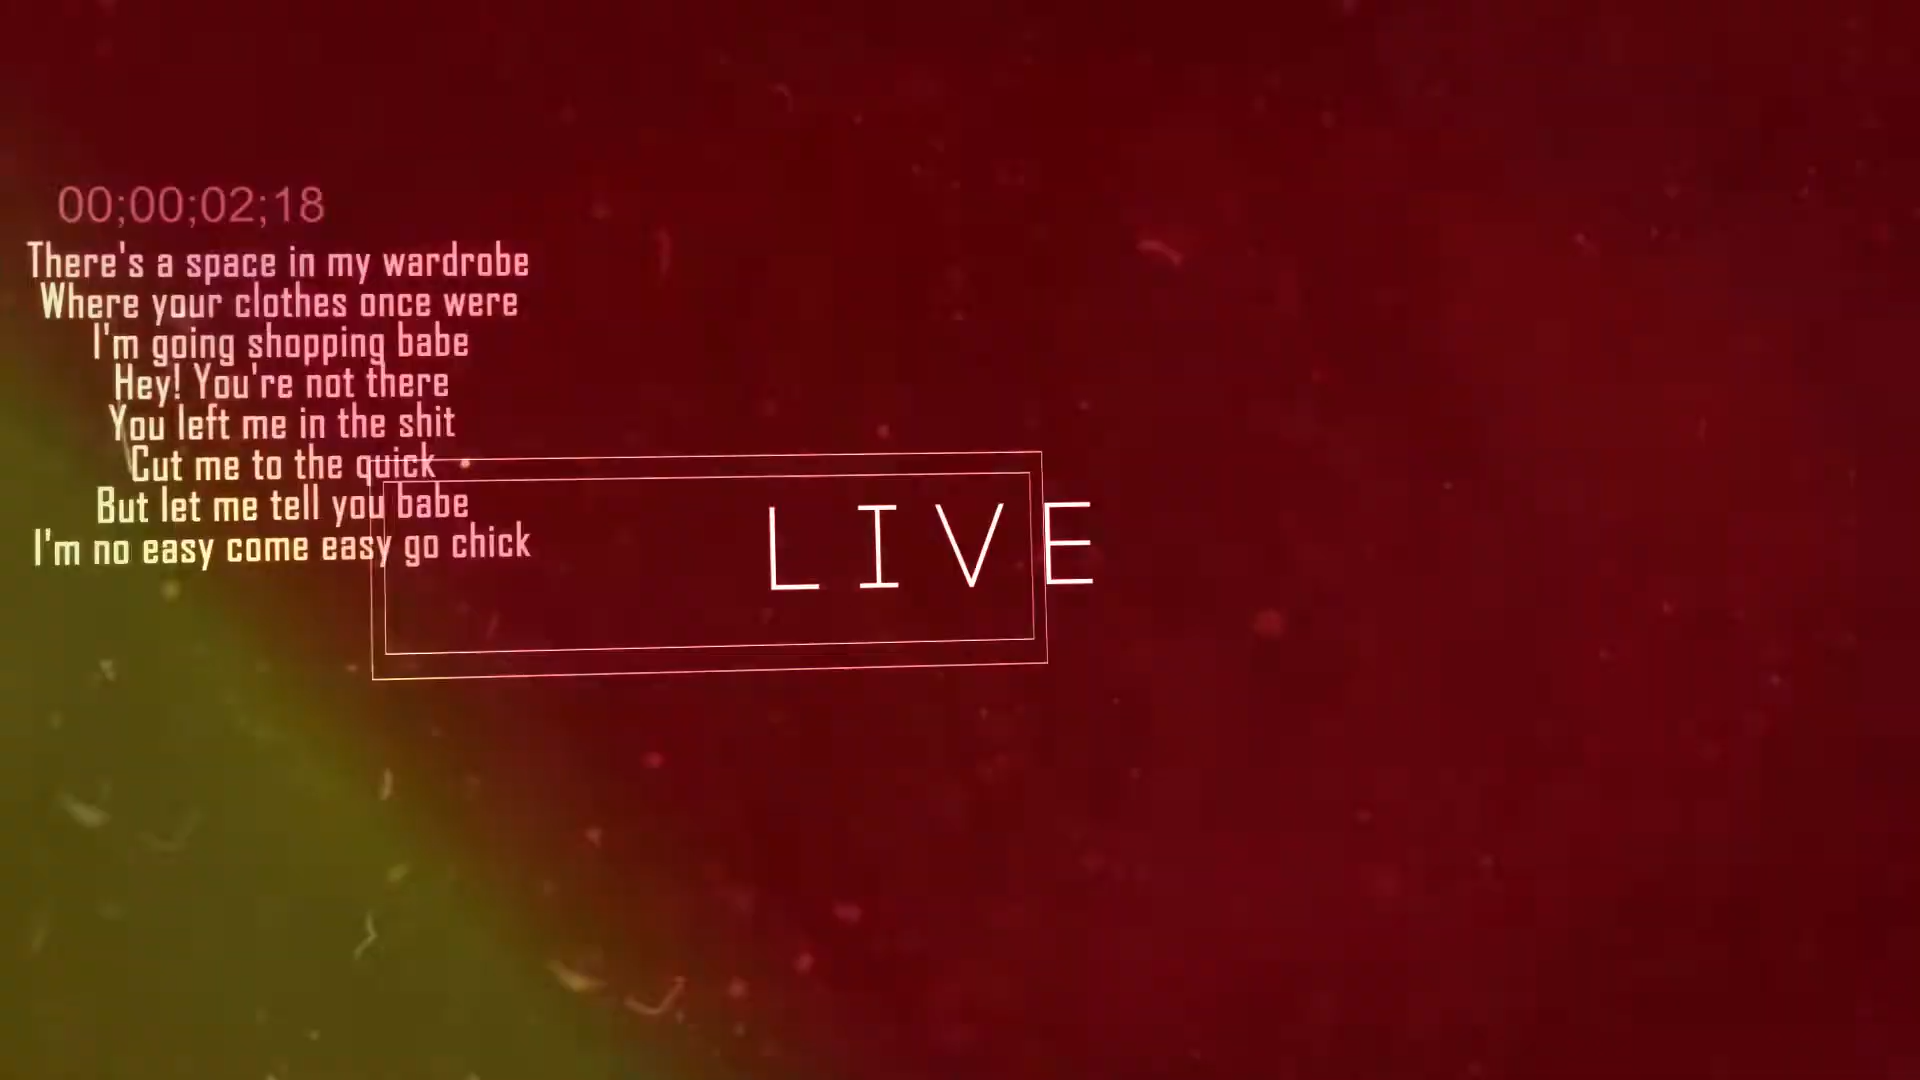 00;00;02;18
There's a space in my wardrobe
Where your clothes once were
I'm going shopping babe
Hey! You're not there
You left me in the shit
Cut me to the quick
But let me tell you babe
I'm no easy come easy go chick
LIVE